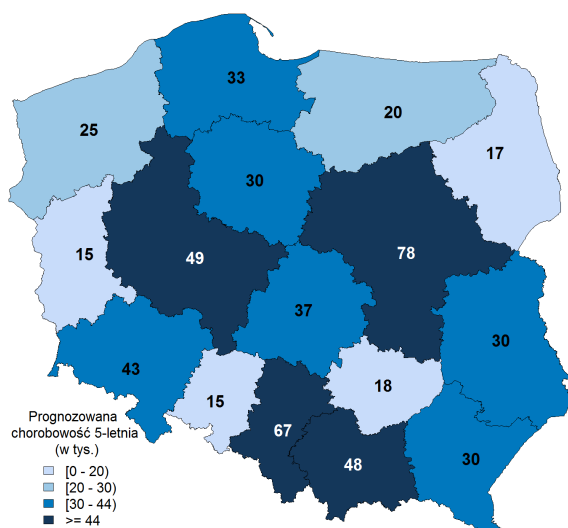 33
25
20
17
30
15
49
78
37
30
43
15
18
67
48
30
Prognozowana
chorobowość 5-letnia
(w tys.)
[0 - 20)
[20 - 30)
[30 - 44)
>= 44